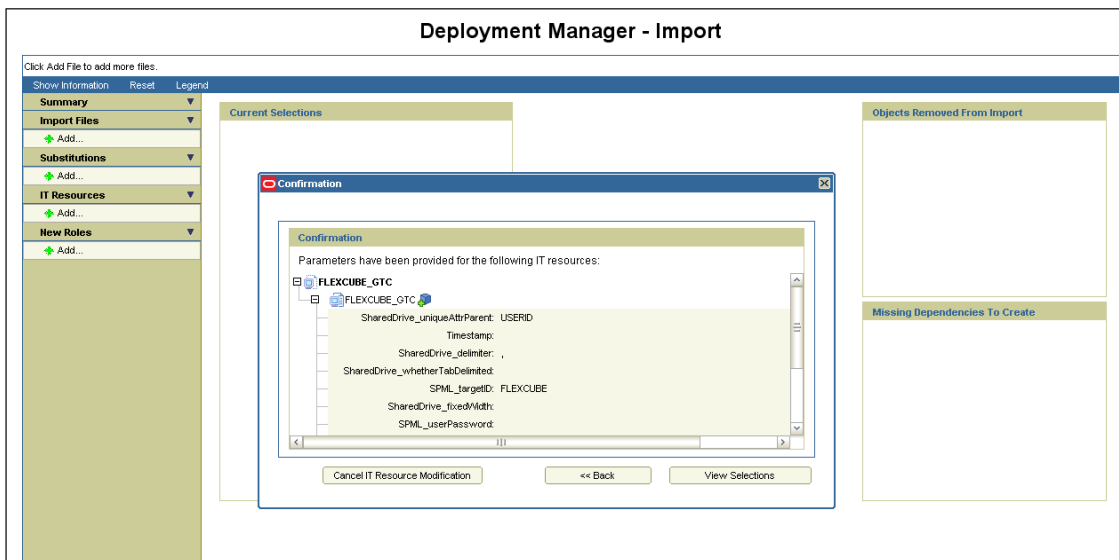 Deployment Manager - Import
Click Add File to add more files.
Show Information Reset Legend
Summary
Import Files
Add...
Substitutions
Add...
IT Resources
Add...
New Roles
Add...
Current Selections
Objects Removed From Import
Missing Dependencies To Create
Confirmation
Confirmation
Parameters have been provided for the following IT resources:
FLEXCUBE_GTC
FLEXCUBE_GTC
SharedDrive_uniqueAttrParent: USERID
Timestamp:
SharedDrive_delimiter: ,
SharedDrive_whetherTabDelimited:
SPML_targetID: FLEXCUBE
SharedDrive_fixedWidth:
SPML_userPassword:
Cancel IT Resource Modification << Back View Selections